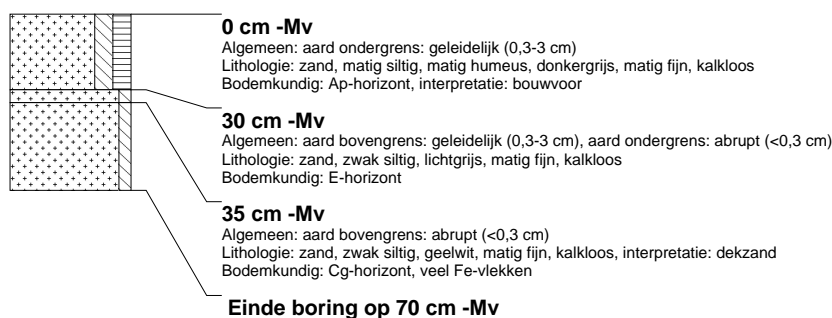 0 cm -Mv
Algemeen: aard ondergrens: geleidelijk (0,3-3 cm)
Lithologie: zand, matig siltig, matig humeus, donkergrijs, matig fijn, kalkloos
Bodemkundig: Ap-horizont, interpretatie: bouwvoor
30 cm -Mv
Algemeen: aard bovengrens: geleidelijk (0,3-3 cm), aard ondergrens: abrupt (<0,3 cm)
Lithologie: zand, zwak siltig, lichtgrijs, matig fijn, kalkloos
Bodemkundig: E-horizont
35 cm -Mv
Algemeen: aard bovengrens: abrupt (<0,3 cm)
Lithologie: zand, zwak siltig, geelwit, matig fijn, kalkloos, interpretatie: dekzand
Bodemkundig: Cg-horizont, veel Fe-vlekken
Einde boring op 70 cm -Mv